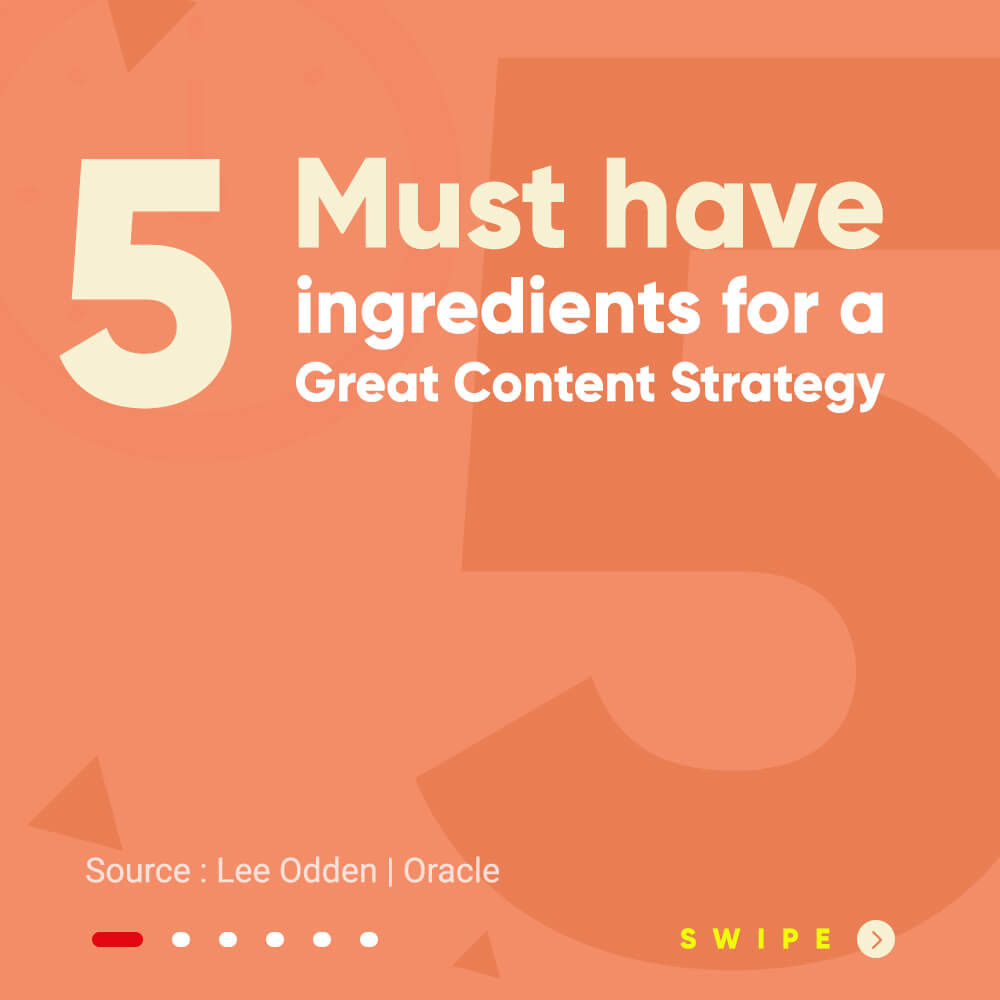 5 Must have
ingredients for a
Great Content Strategy
Source : Lee Odden | Oracle
SWIPE